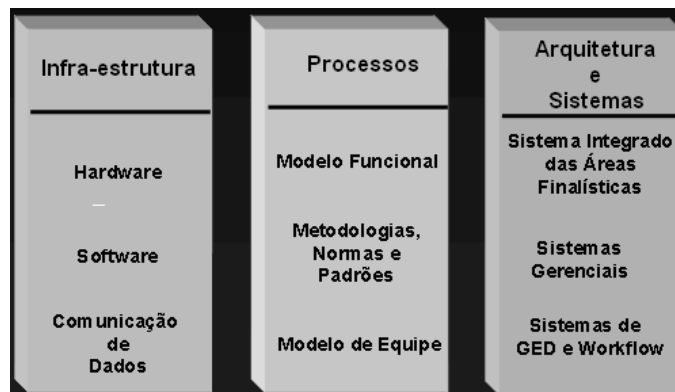 Infra-estrutura
Hardware
Software
Comunicação
de
Dados
Processos
Modelo Funcional
Metodologias,
Normas e
Padrões
Modelo de Equipe
Arquitetura
e
Sistemas
Sistema Integrado
das Áreas
Finalísticas
Sistemas
Gerenciais
Sistemas de
GED e Workflow